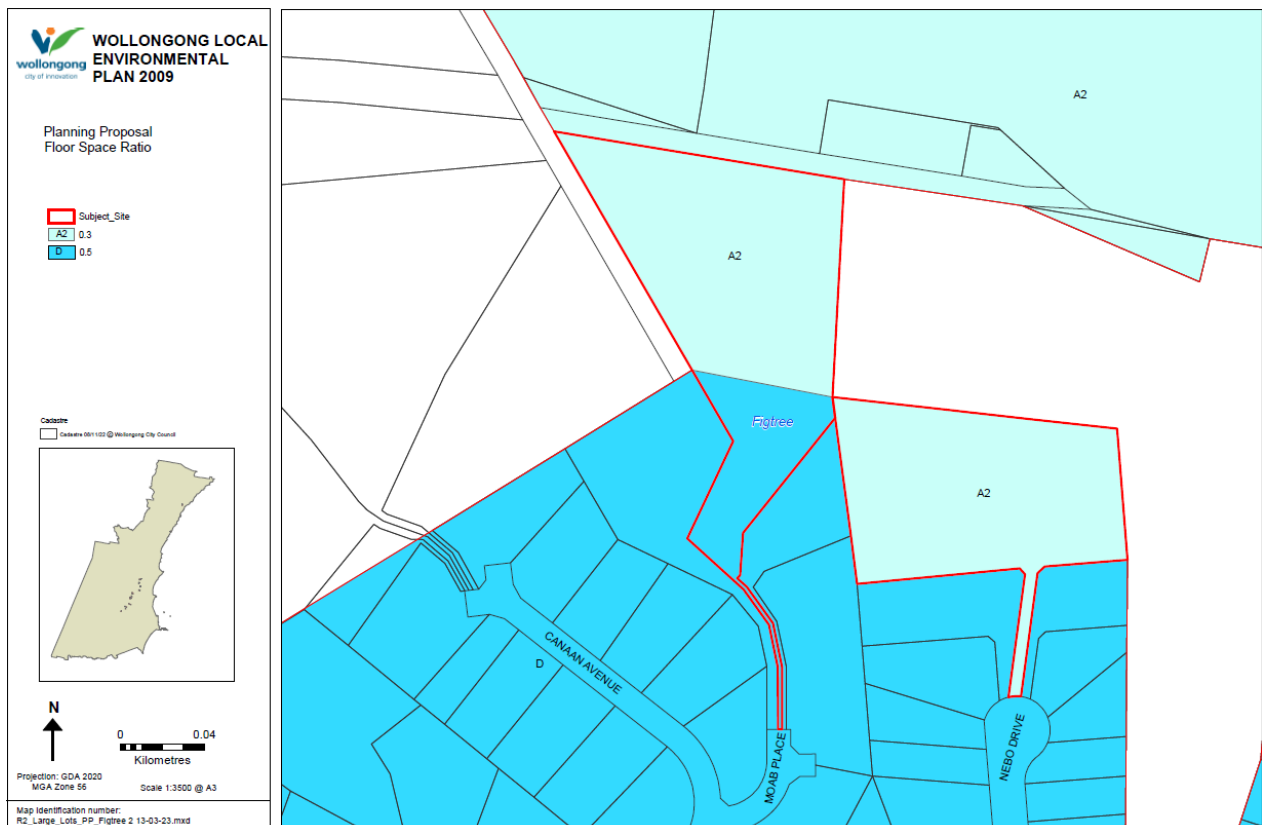 wollongong
city of innovation
WOLLONGONG LOCAL
ENVIRONMENTAL
PLAN 2009
Planning Proposal
Floor Space Ratio
Subject_Site
A2 0.3
D 0.5
Cadastre
Cadastre 08/11/22 @ Wollongong City Council
N
0 0.04
Kilometres
Projection: GDA 2020
MGA Zone 56
Scale 1:3500 @ A3
Map Identification number:
R2_Large_Lots_PP_Figtree 2 13-03-23.mxd
A2
A2
Figtree
A2
CANAAN AVENUE
D
MOAB PLACE
NEBO DRIVE